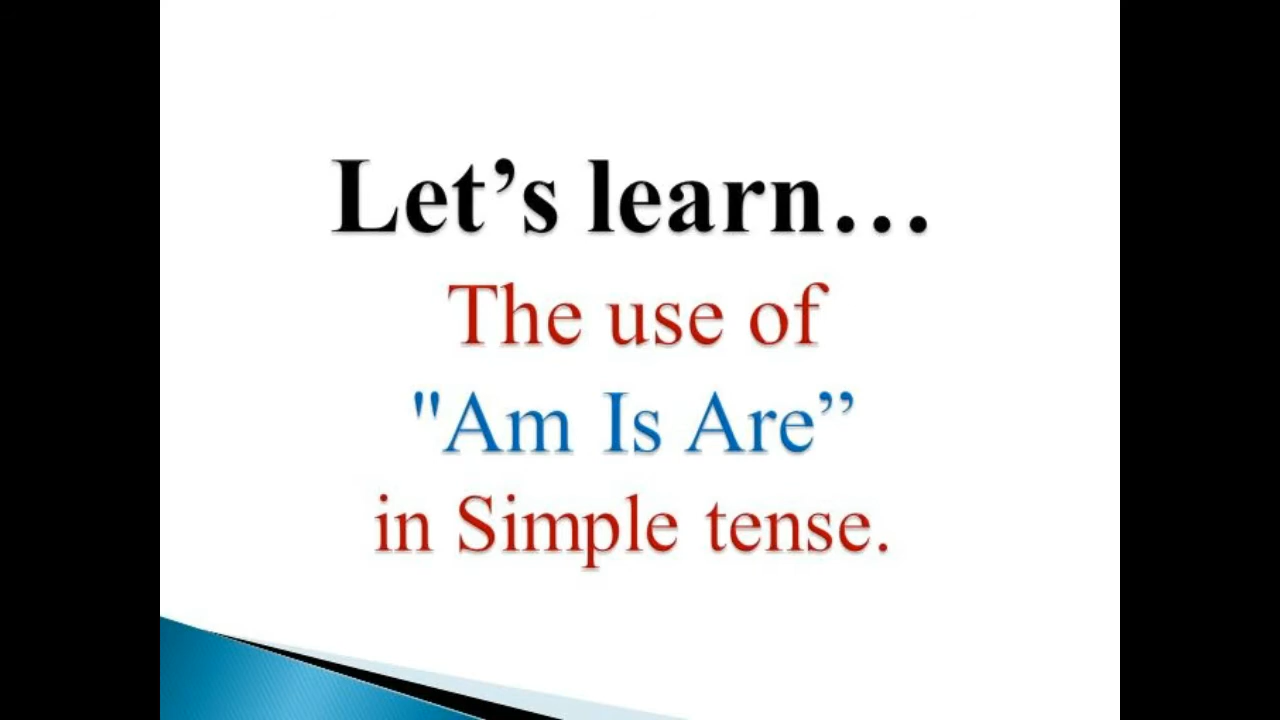 Let’s learn…
The use of
"Am Is Are”
in Simple tense.